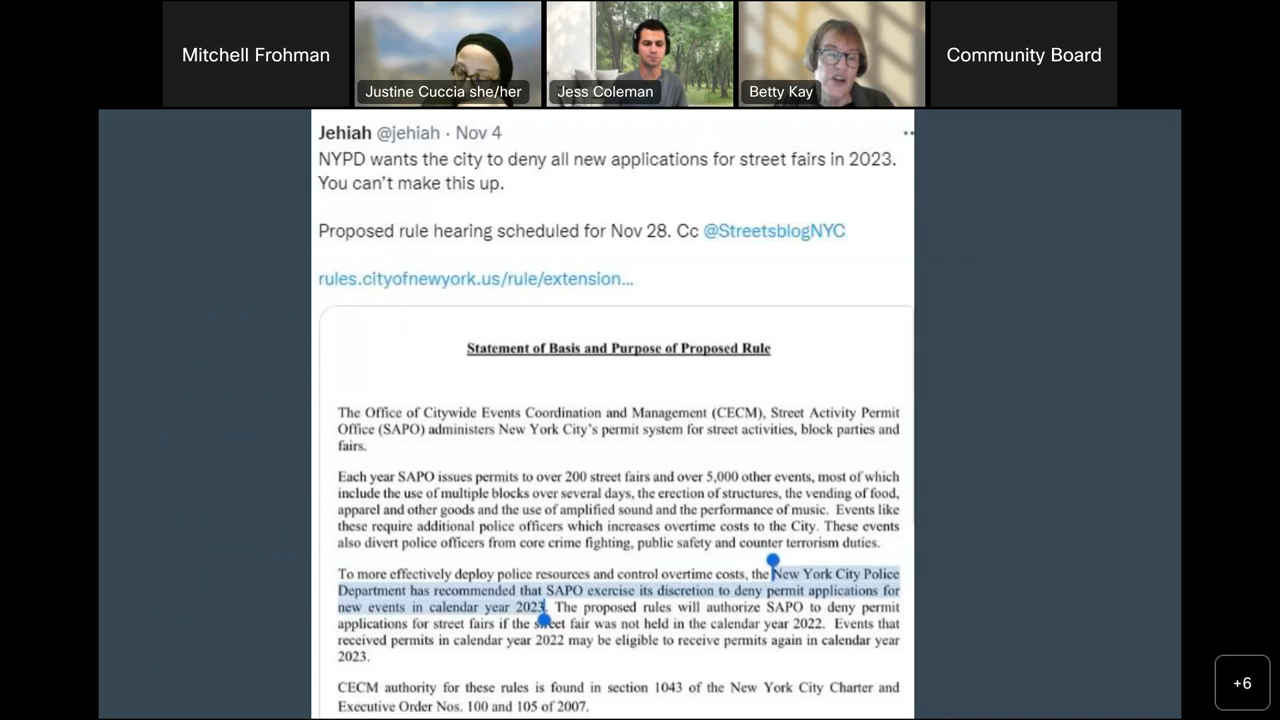 Mitchell Frohman
Justine Cuccia she/her
Jess Coleman
Betty Kay
Community Board
Jehiah @jehiah · Nov 4
NYPD wants the city to deny all new applications for street fairs in 2023.
You can't make this up.
Proposed rule hearing scheduled for Nov 28. Cc @StreetsblogNYC
rules.cityofnewyork.us/rule/extension...
Statement of Basis and Purpose of Proposed Rule
The Office of Citywide Events Coordination and Management (CECM), Street Activity Permit
Office (SAPO) administers New York City's permit system for street activities, block parties and
fairs.
Each year SAPO issues permits to over 200 street fairs and over 5,000 other events, most of which
include the use of multiple blocks over several days, the erection of structures, the vending of food,
apparel and other goods and the use of amplified sound and the performance of music. Events like
these require additional police officers which increases overtime costs to the City. These events
also divert police officers from core crime fighting, public safety and counter terrorism duties.
To more effectively deploy police resources and control overtime costs, the New York City Police
Department has recommended that SAPO exercise its discretion to deny permit applications for
new events in calendar year 2023. The proposed rules will authorize SAPO to deny permit
applications for street fairs if the street fair was not held in the calendar year 2022. Events that
received permits in calendar year 2022 may be eligible to receive permits again in calendar year
2023.
CECM authority for these rules is found in section 1043 of the New York City Charter and
Executive Order Nos. 100 and 105 of 2007.
+6